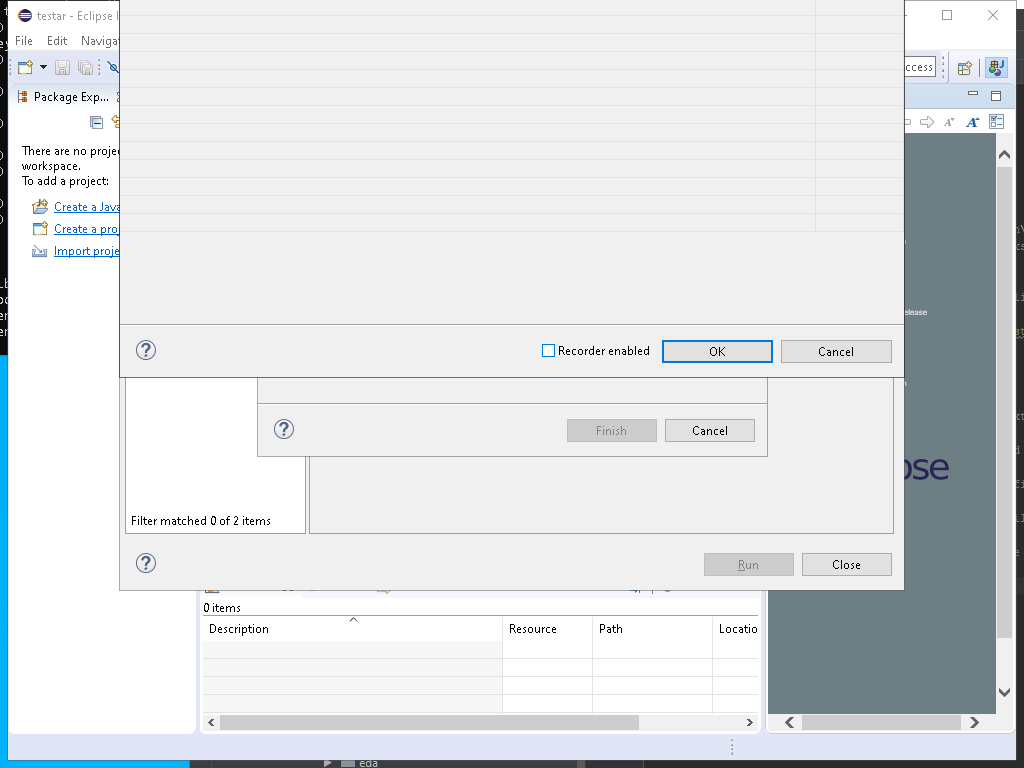 testar - Eclipse I
File Edit Naviga
ccess
Package Exp...
There are no proje
workspace.
To add a project:
Create a Java
Create a pro
Import proje
elease
Recorder enabled
OK
Cancel
Finish
Cancel
ose
Filter matched 0 of 2 items
Run
Close
0 items
Description Resource Path Locatio
eda